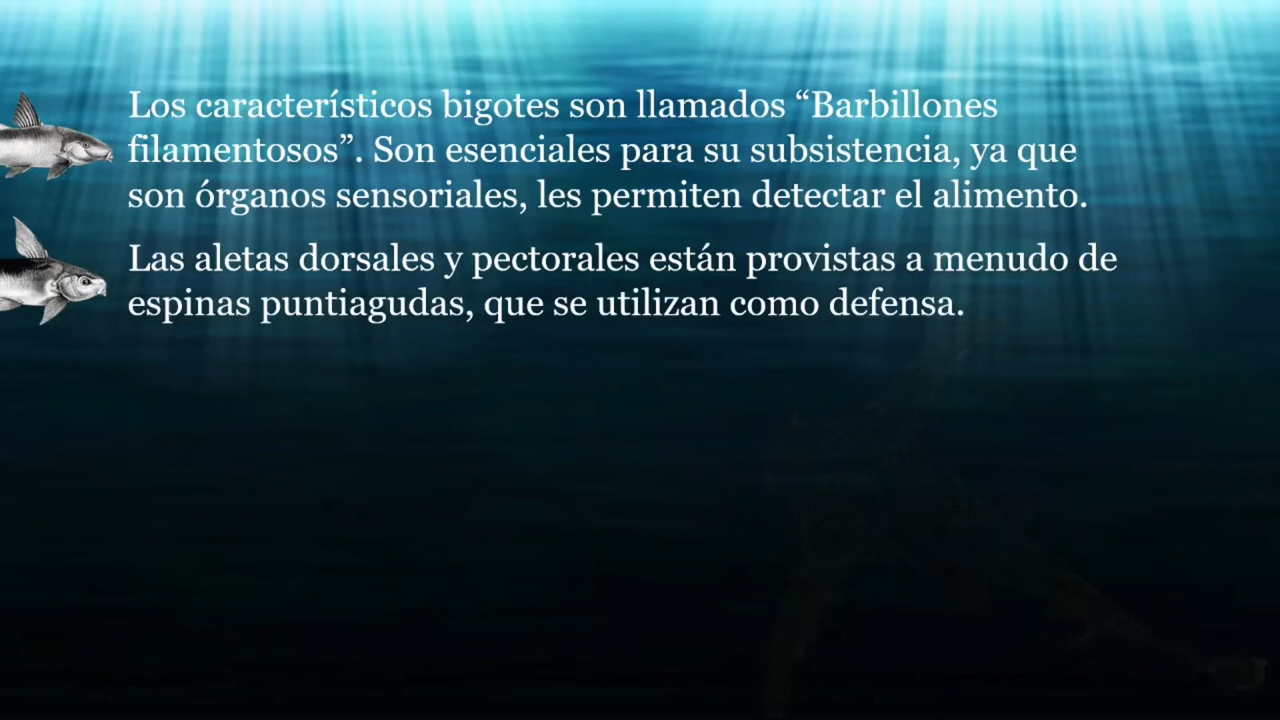 Los característicos bigotes son llamados “Barbillones
filamentosos”. Son esenciales para su subsistencia, ya que
son órganos sensoriales, les permiten detectar el alimento.
Las aletas dorsales y pectorales están provistas a menudo de
espinas puntiagudas, que se utilizan como defensa.